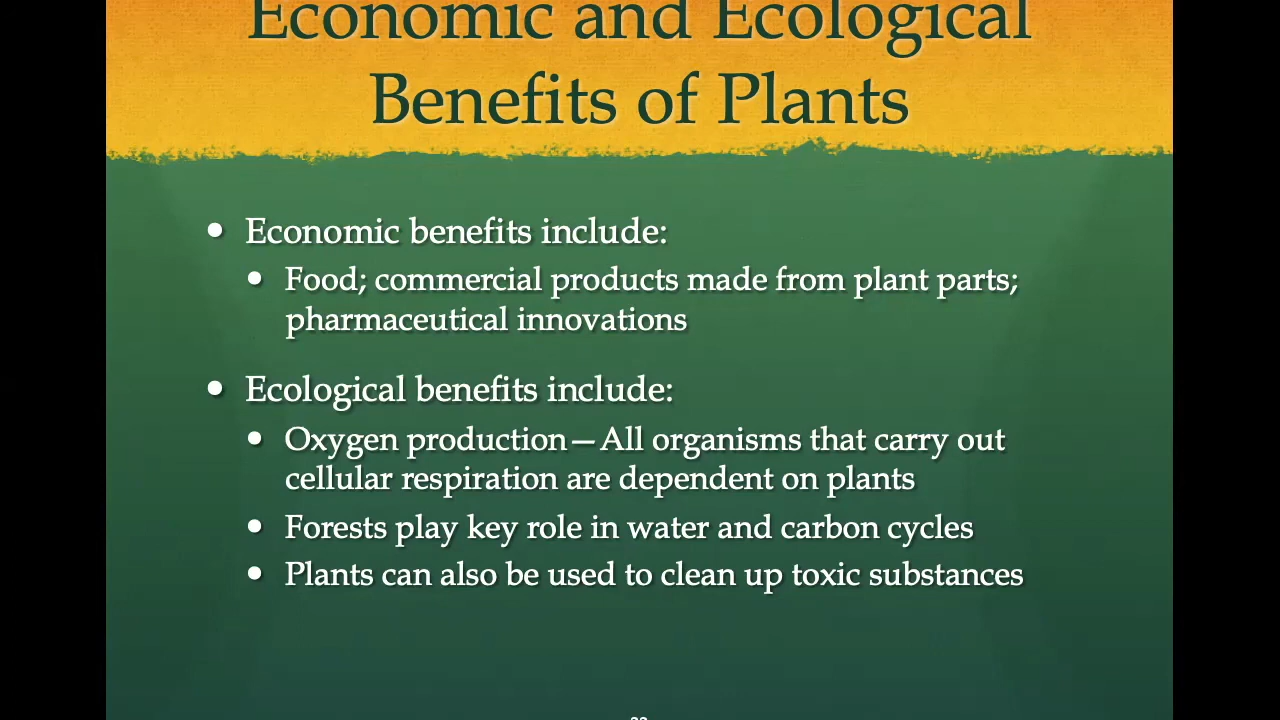 Economic and Ecological
Benefits of Plants
• Economic benefits include:
• Food; commercial products made from plant parts;
pharmaceutical innovations
• Ecological benefits include:
• Oxygen production—All organisms that carry out
cellular respiration are dependent on plants
• Forests play key role in water and carbon cycles
• Plants can also be used to clean up toxic substances